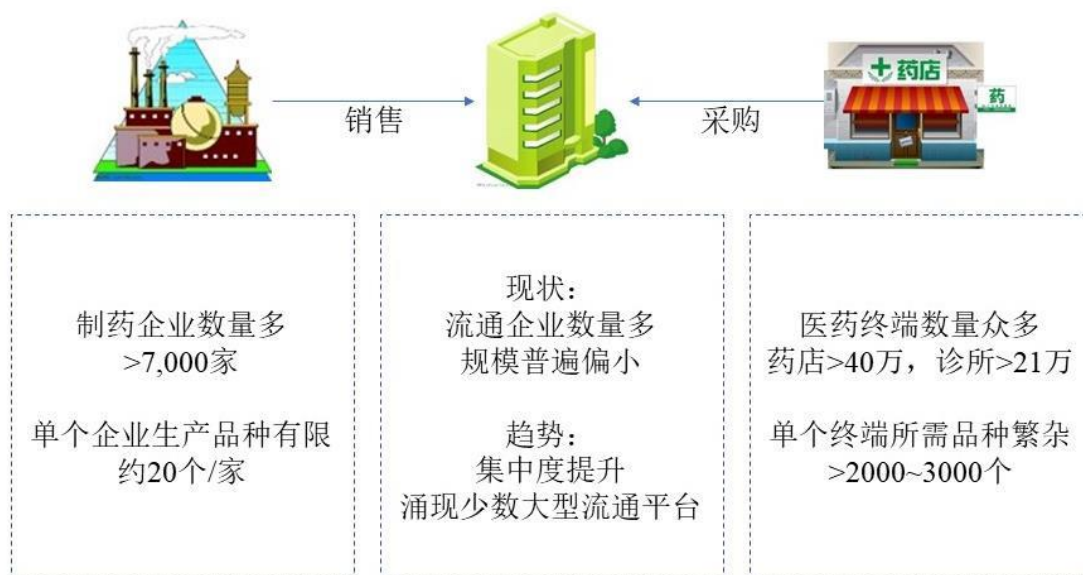 药店
药
销售
采购
制药企业数量多
>7,000家
单个企业生产品种有限
约20个/家
现状：
流通企业数量多
规模普遍偏小
趋势：
集中度提升
涌现少数大型流通平台
医药终端数量众多
药店>40万，诊所>21万
单个终端所需品种繁杂
>2000~3000个